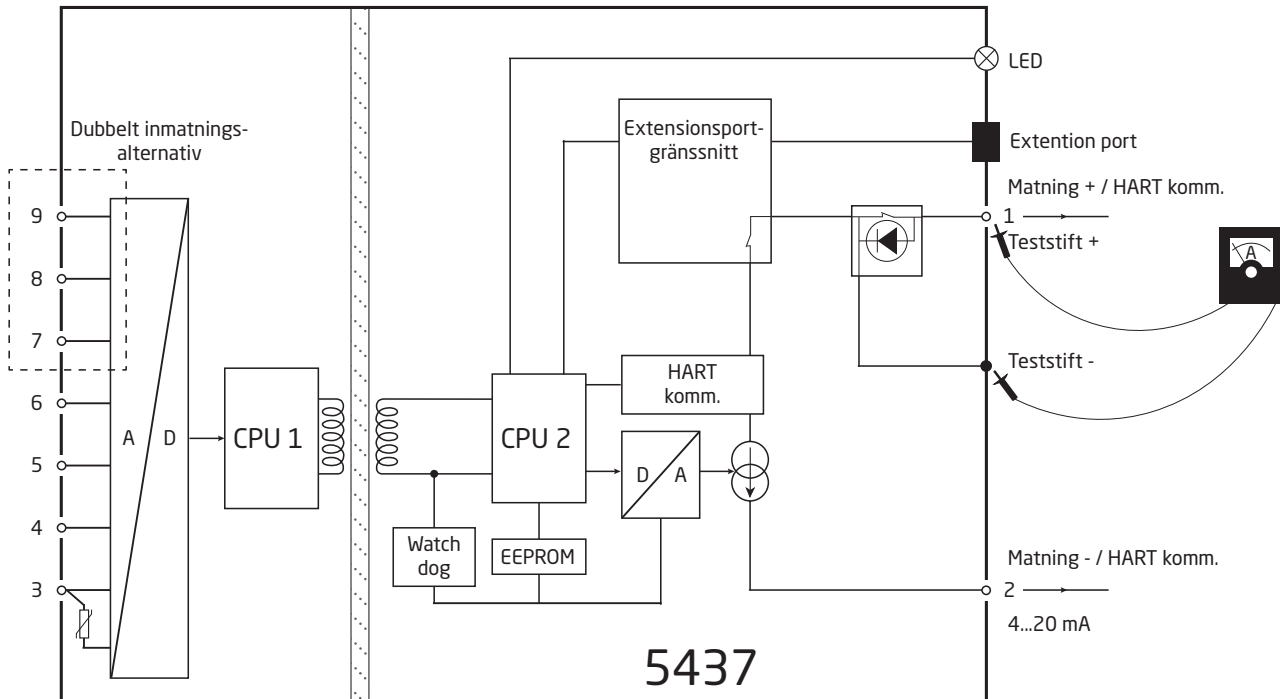 LED
Dubbelt inmatnings-
alternativ
Extensionsport-
gränssnitt
Extention port
Matning + / HART komm.
9
1
Teststift +
A
8
7
Teststift -
HART
komm.
6
A
D
CPU 1
CPU 2
5
D
A
4
Watch
dog
EEPROM
Matning - / HART komm.
3
2
4...20 mA
5437